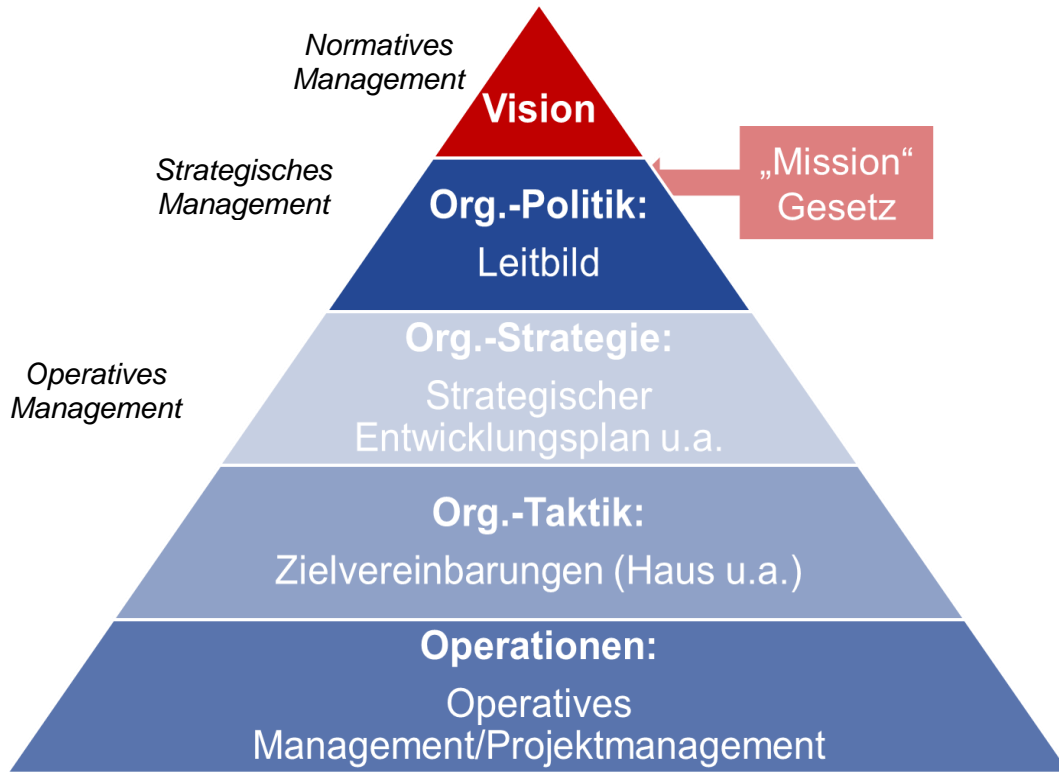 Normatives
Management
Vision
Strategisches
Management
„Mission“
Gesetz
Org.-Politik:
Leitbild
Operatives
Management
Org.-Strategie:
Strategischer
Entwicklungsplan u.a.
Org.-Taktik:
Zielvereinbarungen (Haus u.a.)
Operationen:
Operatives
Management/Projektmanagement